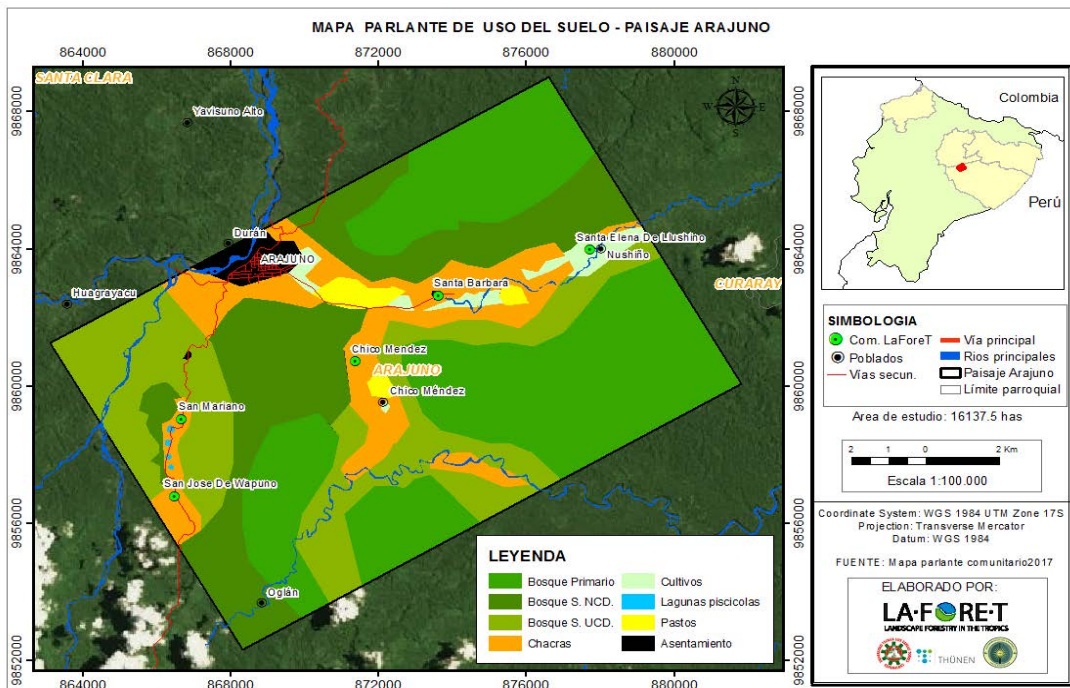 MAPA PARLANTE DE USO DEL SUELO - PAISAJE ARAJUNO
864000 868000 872000 876000 880000
SANTA CLARA
9868000
9868000
Yavisuno Alto
Durán
ARAJUNO
9864000
9864000
Santa Elena De Llushino
Nushiño
Huagrayacu
Santa Barbara
CURARAY
Chico Mendez
ARAJUNO
9860000
9860000
Chico Méndez
San Mariano
San Jose De Wapuno
9856000
9856000
Oglán
9852000
9852000
864000 868000 872000 876000 880000
N
W E
S
LEYENDA
Bosque Primario
Bosque S. NCD.
Bosque S. UCD.
Chacras
Cultivos
Lagunas piscicolas
Pastos
Asentamiento
Colombia
Perú
SIMBOLOGIA
Com. LaForeT
Poblados
Vías secun.
Vía principal
Rios principales
Paisaje Arajuno
Límite parroquial
Area de estudio: 16137.5 has
2 1 0 2 Km
Escala 1:100.000
Coordinate System: WGS 1984 UTM Zone 17S
Projection: Transverse Mercator
Datum: WGS 1984
FUENTE: Mapa parlante comunitario2017
ELABORADO POR:
LA·FORE·T
LANDSCAPE FORESTRY IN THE TROPICS
THÜNEN